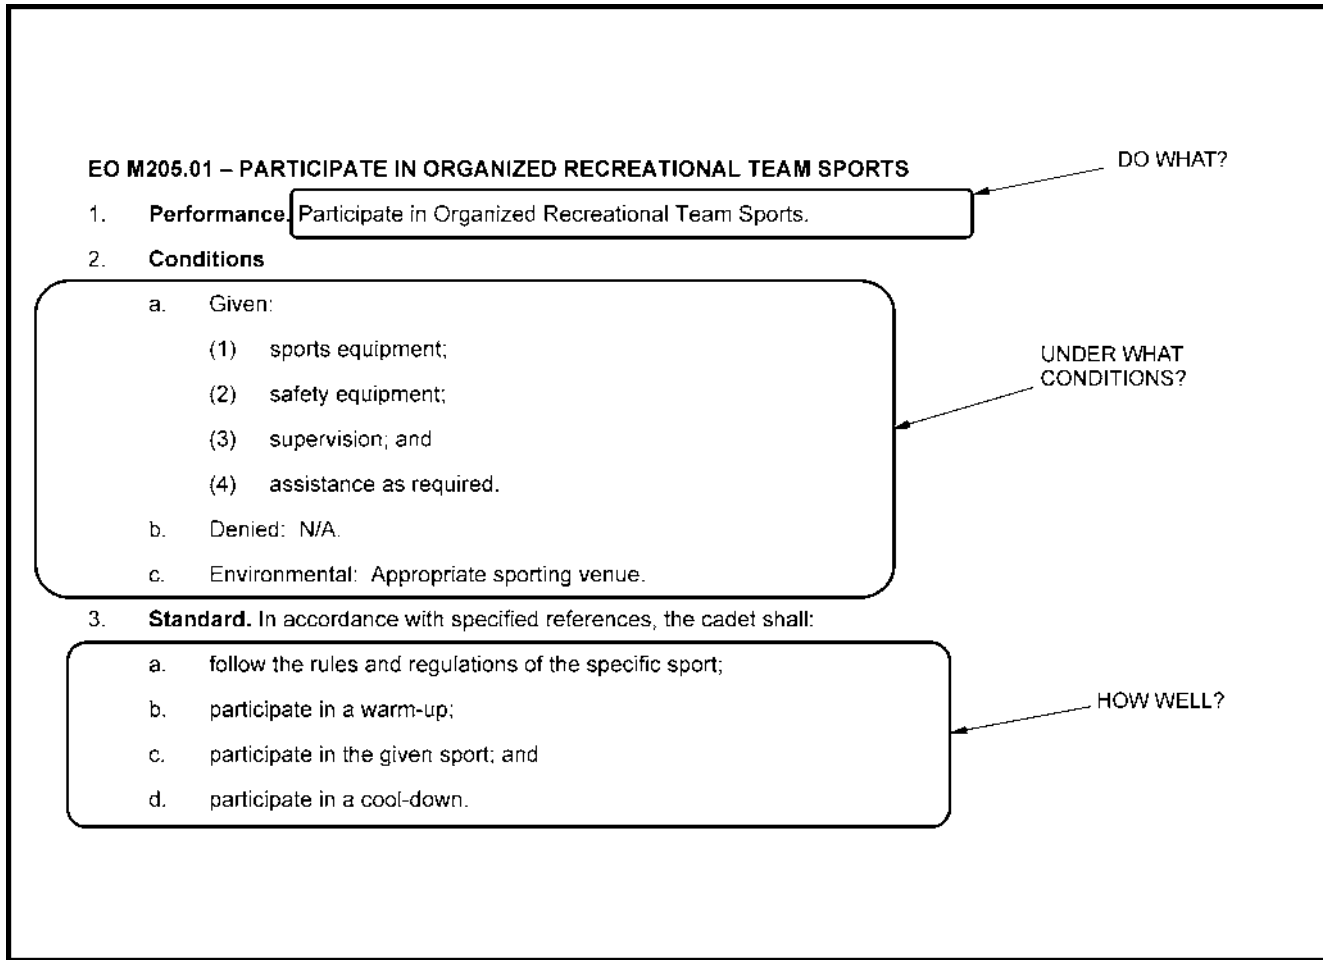 EO M205.01 – PARTICIPATE IN ORGANIZED RECREATIONAL TEAM SPORTS
DO WHAT?
1. Performance. Participate in Organized Recreational Team Sports.
2. Conditions
a. Given:
(1) sports equipment;
(2) safety equipment;
(3) supervision; and
(4) assistance as required.
UNDER WHAT
CONDITIONS?
b. Denied: N/A.
c. Environmental: Appropriate sporting venue.
3. Standard. In accordance with specified references, the cadet shall:
a. follow the rules and regulations of the specific sport;
b. participate in a warm-up;
c. participate in the given sport; and
d. participate in a cool-down.
HOW WELL?